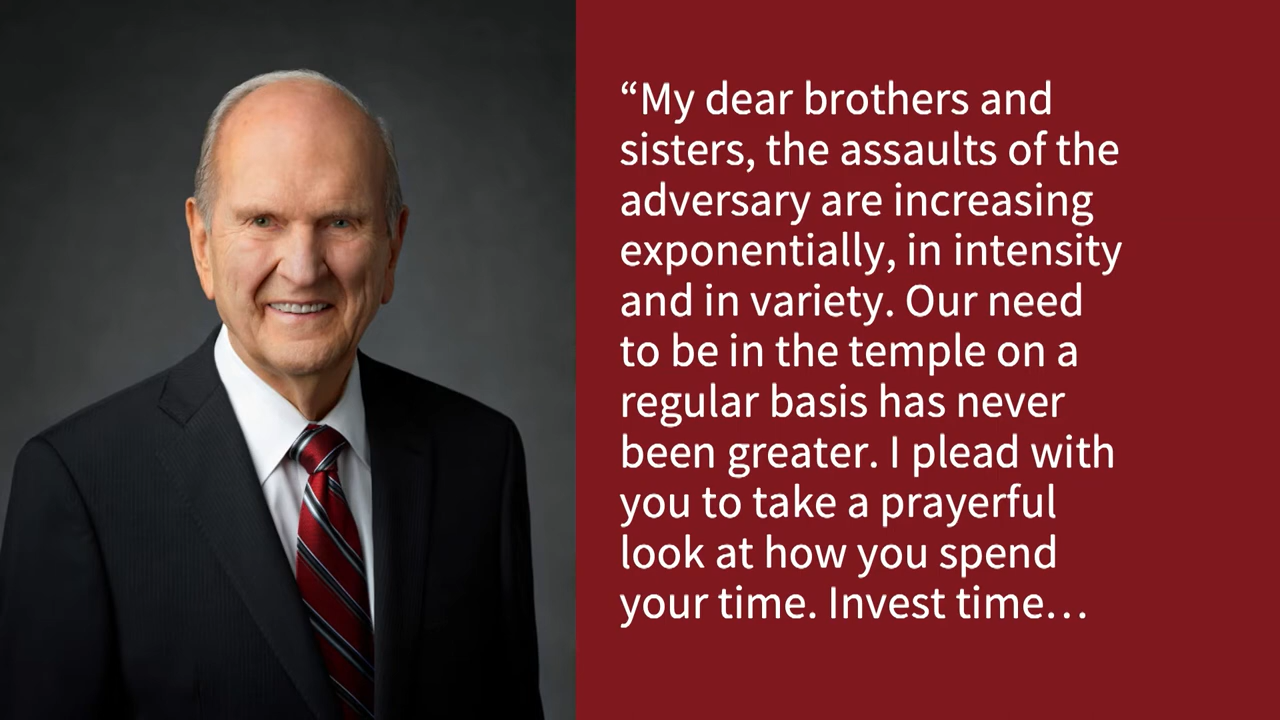 “My dear brothers and
sisters, the assaults of the
adversary are increasing
exponentially, in intensity
and in variety. Our need
to be in the temple on a
regular basis has never
been greater. I plead with
you to take a prayerful
look at how you spend
your time. Invest time…